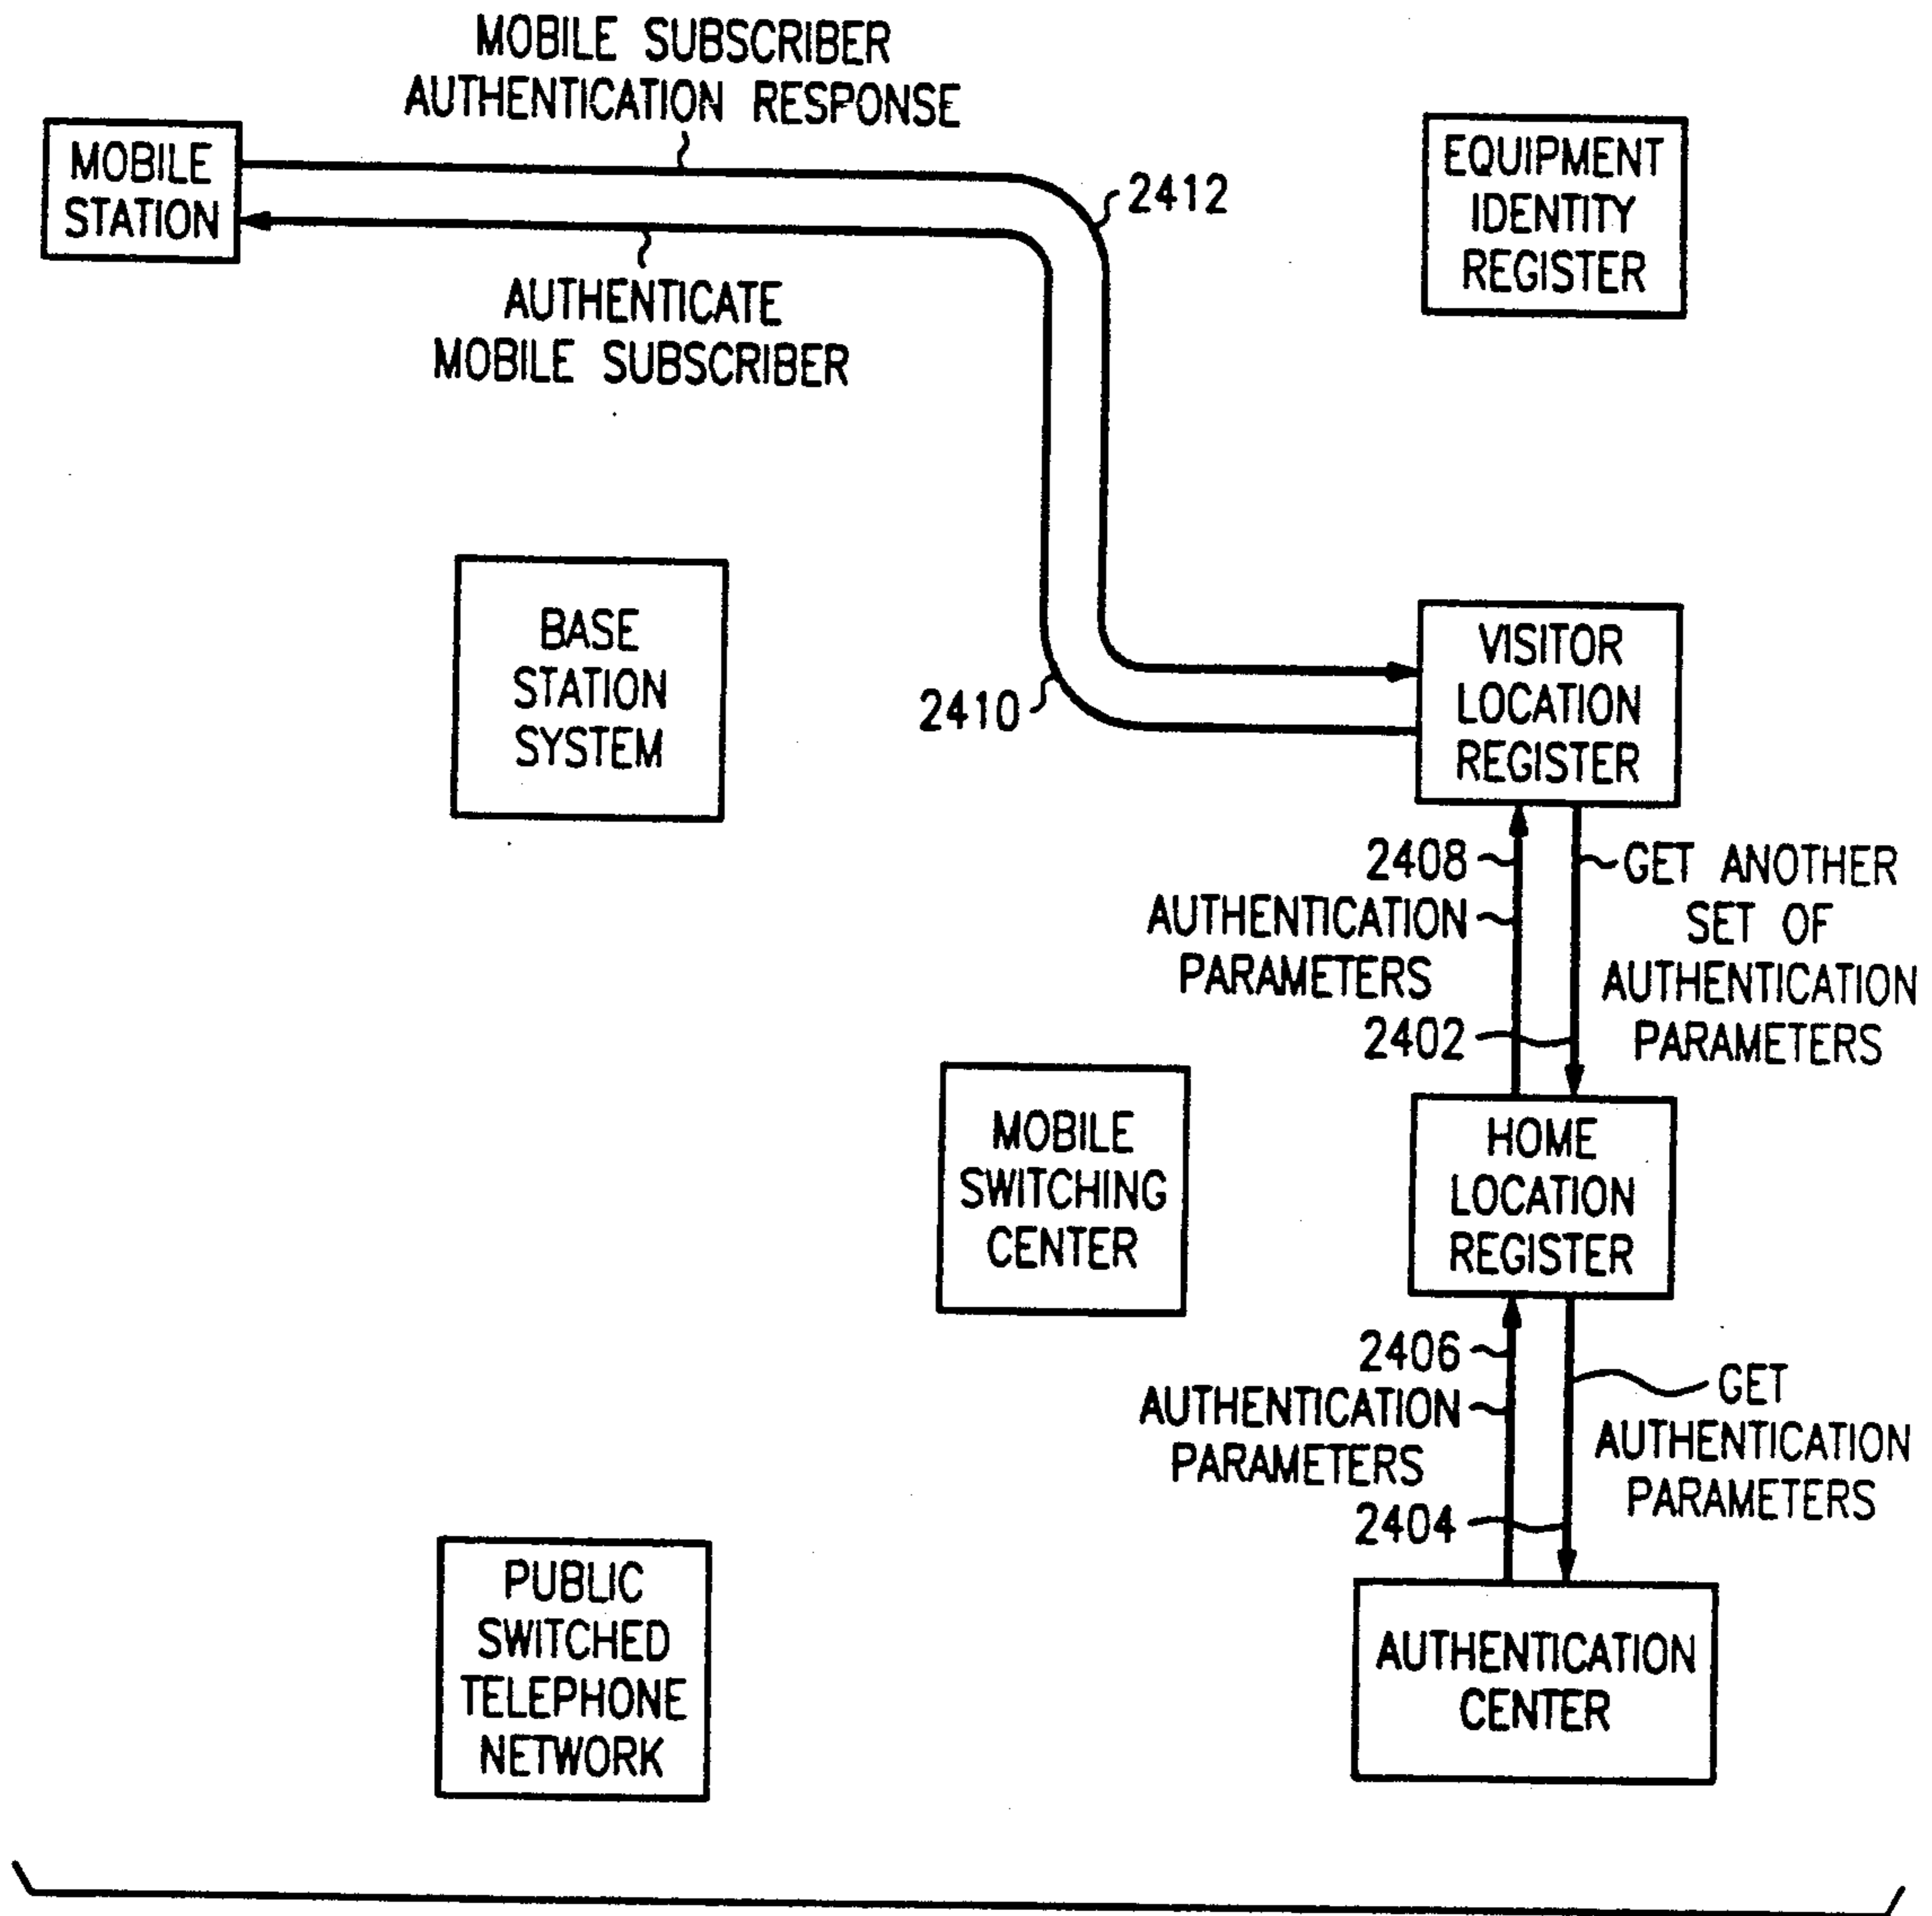 MOBILE SUBSCRIBER
AUTHENTICATION RESPONSE
MOBILE
STATION
2412
EQUIPMENT
IDENTITY
REGISTER
AUTHENTICATE
MOBILE SUBSCRIBER
BASE
STATION
SYSTEM
2410
VISITOR
LOCATION
REGISTER
2408
AUTHENTICATION
PARAMETERS
2402
GET ANOTHER
SET OF
AUTHENTICATION
PARAMETERS
MOBILE
SWITCHING
CENTER
HOME
LOCATION
REGISTER
2406
AUTHENTICATION
PARAMETERS
2404
GET
AUTHENTICATION
PARAMETERS
PUBLIC
SWITCHED
TELEPHONE
NETWORK
AUTHENTICATION
CENTER